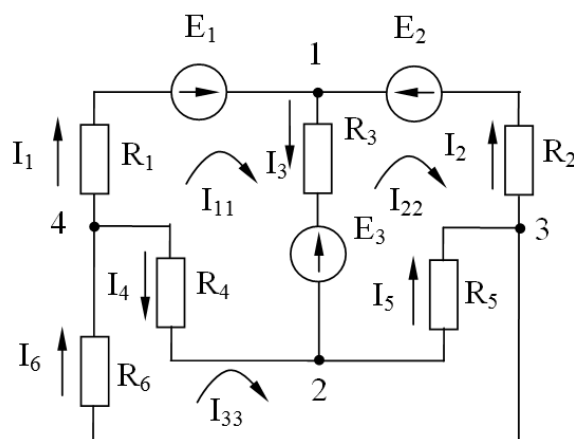 E₁ 1 E₂
I₁ R₁ I₃ R₃ I₂ R₂
4 I₁₁ I₂₂ 3
E₃
I₄ R₄ I₅ R₅
I₆ R₆ 2
I₃₃